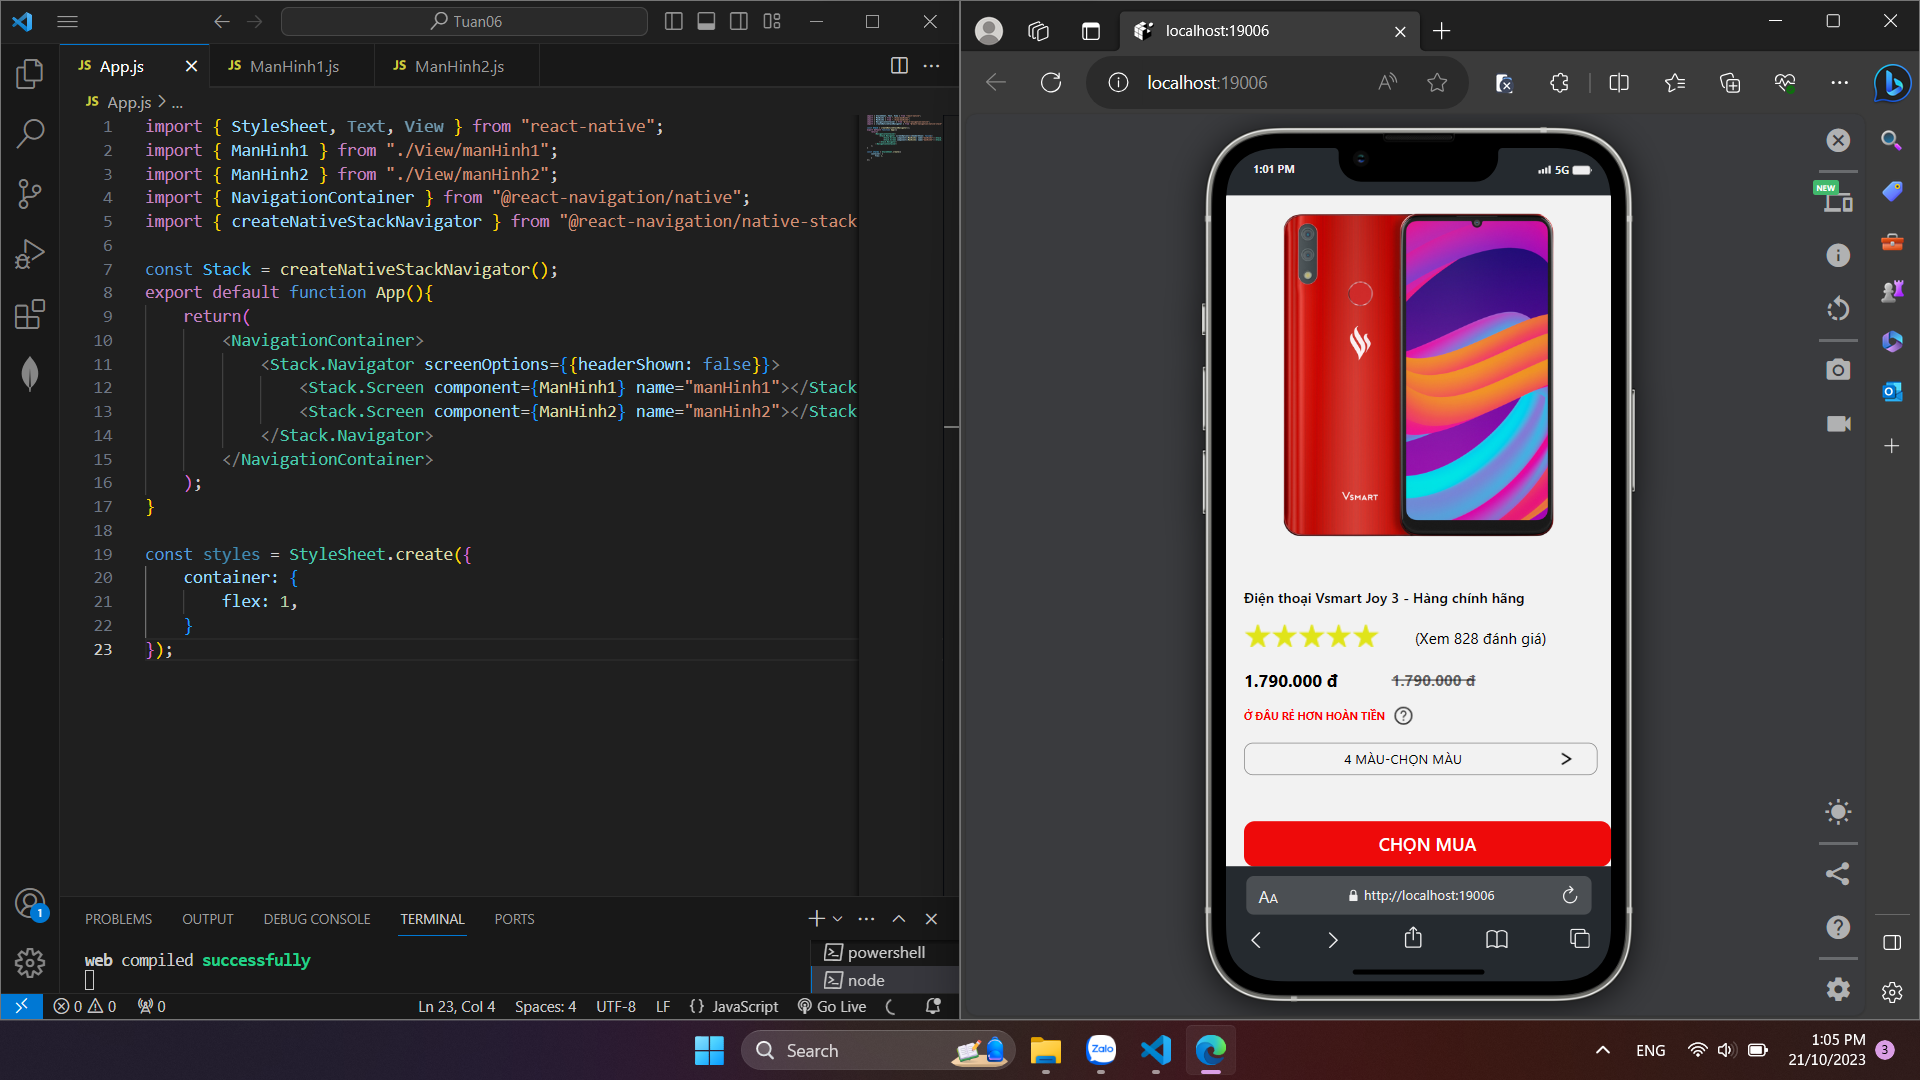 Tuan06
JS App.js
JS ManHinh1.js
JS ManHinh2.js
JS App.js > ...
1 import { StyleSheet, Text, View } from "react-native";
2 import { ManHinh1 } from "./View/manHinh1";
3 import { ManHinh2 } from "./View/manHinh2";
4 import { NavigationContainer } from "@react-navigation/native";
5 import { createNativeStackNavigator } from "@react-navigation/native-stack
6
7 const Stack = createNativeStackNavigator();
8 export default function App(){
9 return(
10 <NavigationContainer>
11 <Stack.Navigator screenOptions={{headerShown: false}}>
12 <Stack.Screen component={ManHinh1} name="manHinh1"></Stack
13 <Stack.Screen component={ManHinh2} name="manHinh2"></Stack
14 </Stack.Navigator>
15 </NavigationContainer>
16 );
17 }
18
19 const styles = StyleSheet.create({
20 container: {
21 flex: 1,
22 }
23 });
1
PROBLEMS OUTPUT DEBUG CONSOLE TERMINAL PORTS
web compiled successfully
powershell
node
0 0 0
Ln 23, Col 4 Spaces: 4 UTF-8 LF {} JavaScript Go Live
localhost:19006
localhost:19006
NEW
1:01 PM
5G
VSMART
Điện thoại Vsmart Joy 3 - Hàng chính hãng
(Xem 828 đánh giá)
1.790.000 đ 1.790.000 đ
Ở ĐÂU RẺ HƠN HOÀN TIỀN ?
4 MÀU-CHỌN MÀU
CHỌN MUA
AA http://localhost:19006
Search
Zalo
ENG
1:05 PM
21/10/2023
3